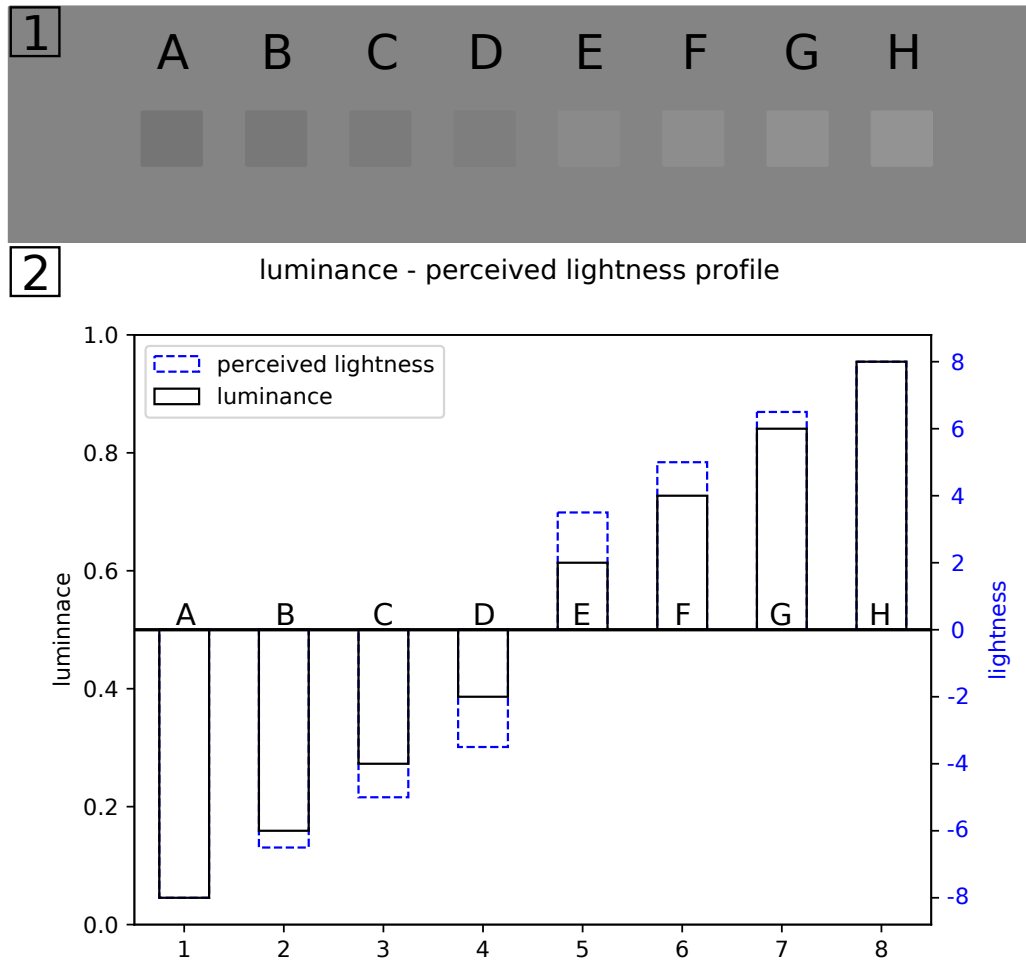 1
A B C D E F G H
2
luminance - perceived lightness profile
perceived lightness
luminance
1.0
0.8
0.6
0.4
0.2
0.0
luminnace
8
6
4
2
0
-2
-4
-6
-8
lightness
A B C D E F G H
1 2 3 4 5 6 7 8